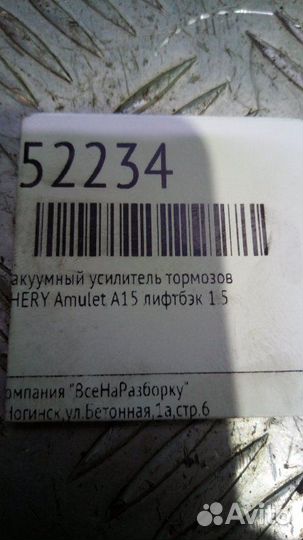 52234
акуумный усилитель тормозов
HERY Amulet A15 лифтбэк 1.5
омпания "ВсеНаРазборку"
Ногинск,ул.Бетонная,1а,стр.6
Avito